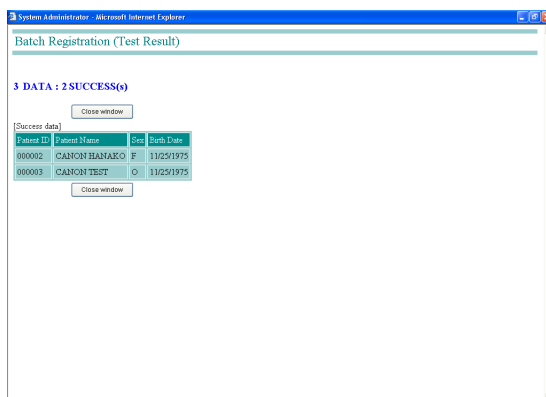 System Administrator - Microsoft Internet Explorer
Batch Registration (Test Result)
3 DATA : 2 SUCCESS(s)
Close window
[Success data]
Patient ID Patient Name Sex Birth Date
000002 CANON HANAKO F 11/25/1975
000003 CANON TEST O 11/25/1975
Close window